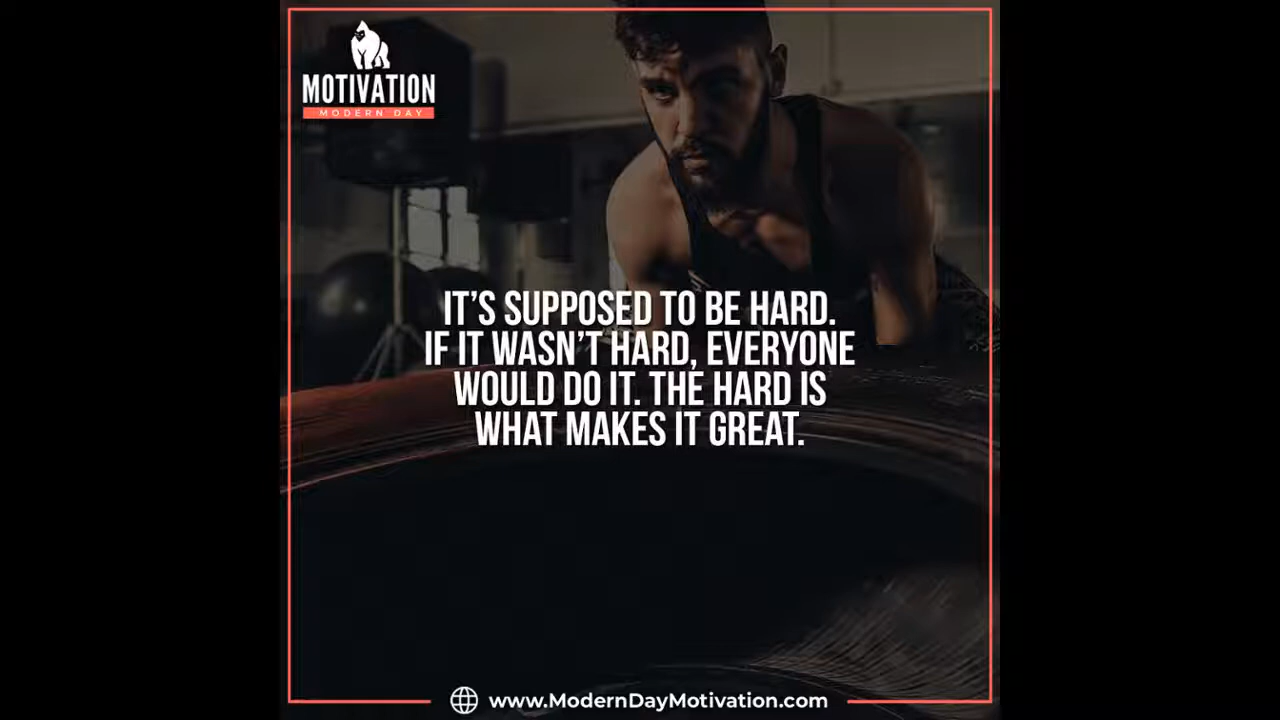 MOTIVATION
MODERN DAY
IT'S SUPPOSED TO BE HARD.
IF IT WASN'T HARD, EVERYONE
WOULD DO IT. THE HARD IS
WHAT MAKES IT GREAT.
www.ModernDayMotivation.com